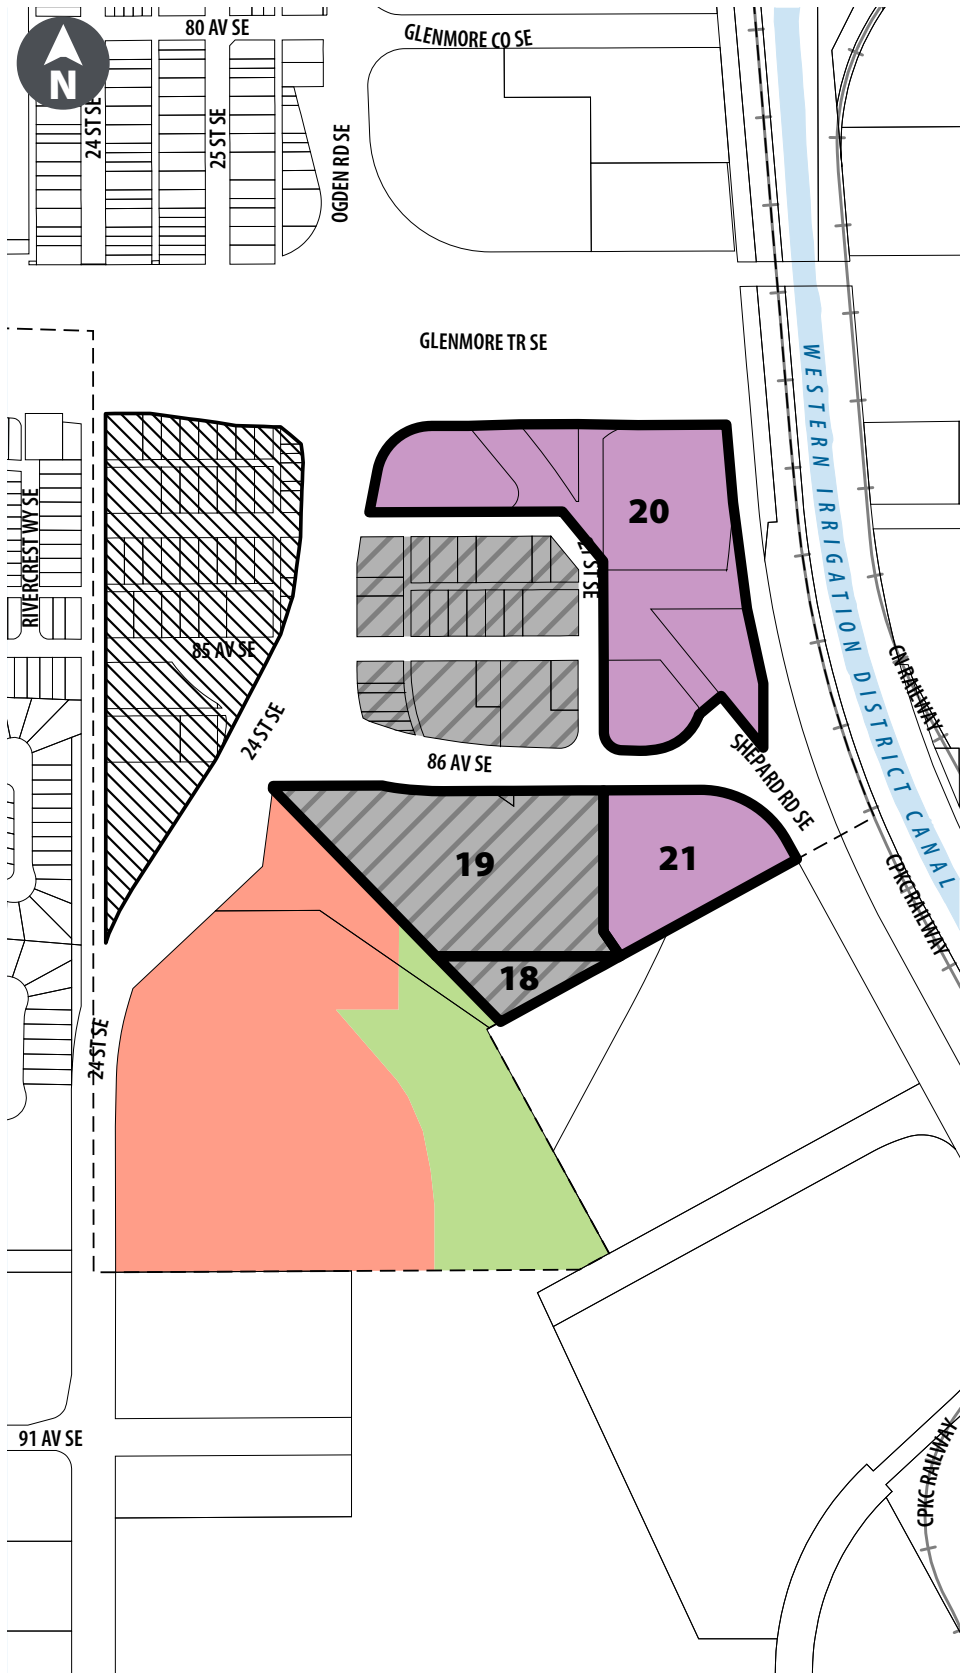 80 AV SE
GLENMORE CO SE
N
24 ST SE
25 ST SE
OGDEN RD SE
GLENMORE TR SE
WESTERN IRRIGATION DISTRICT CANAL
RIVERCREST WY SE
20
27 ST SE
85 AV SE
CN RAILWAY
24 ST SE
86 AV SE
SHEPARD RD SE
19
21
CPKC RAILWAY
18
24 ST SE
91 AV SE
CPKC RAILWAY